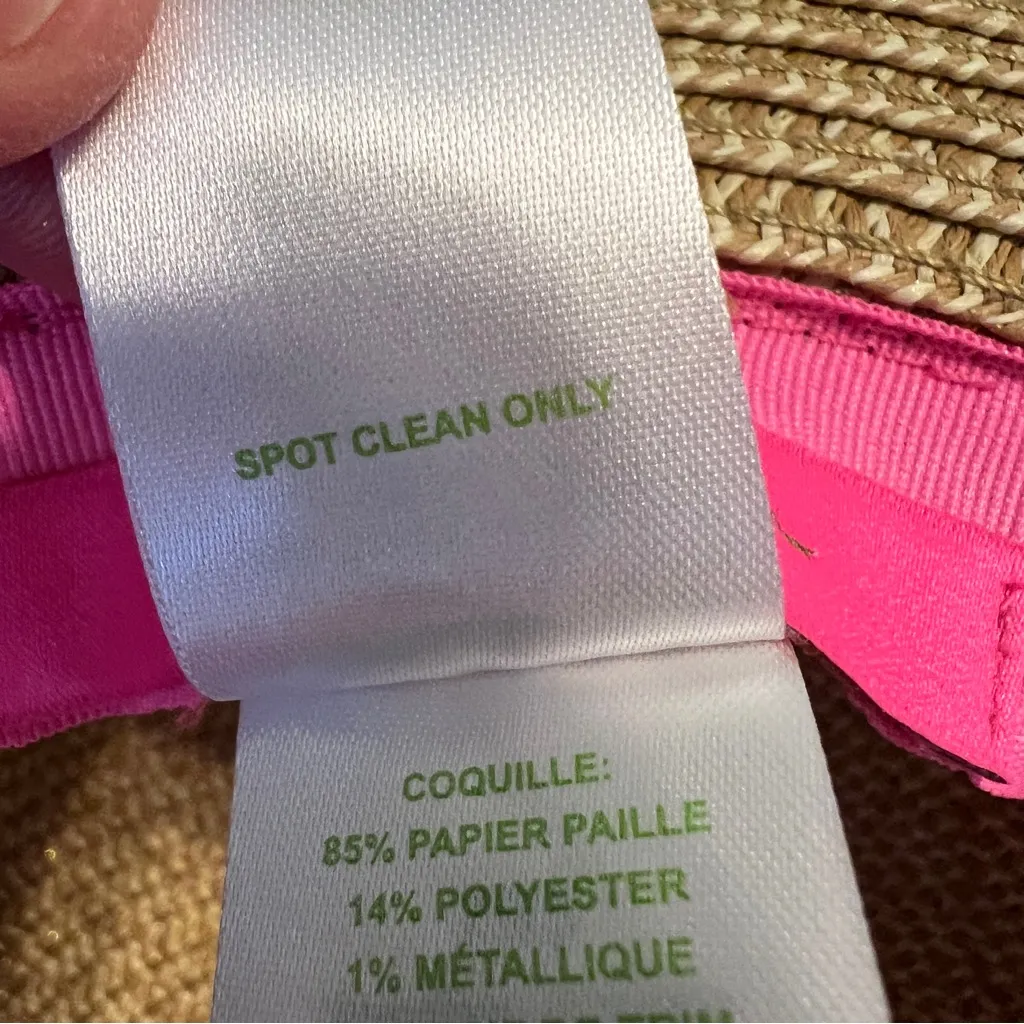 SPOT CLEAN ONLY
COQUILLE:
85% PAPIER PAILLE
14% POLYESTER
1% MÉTALLIQUE